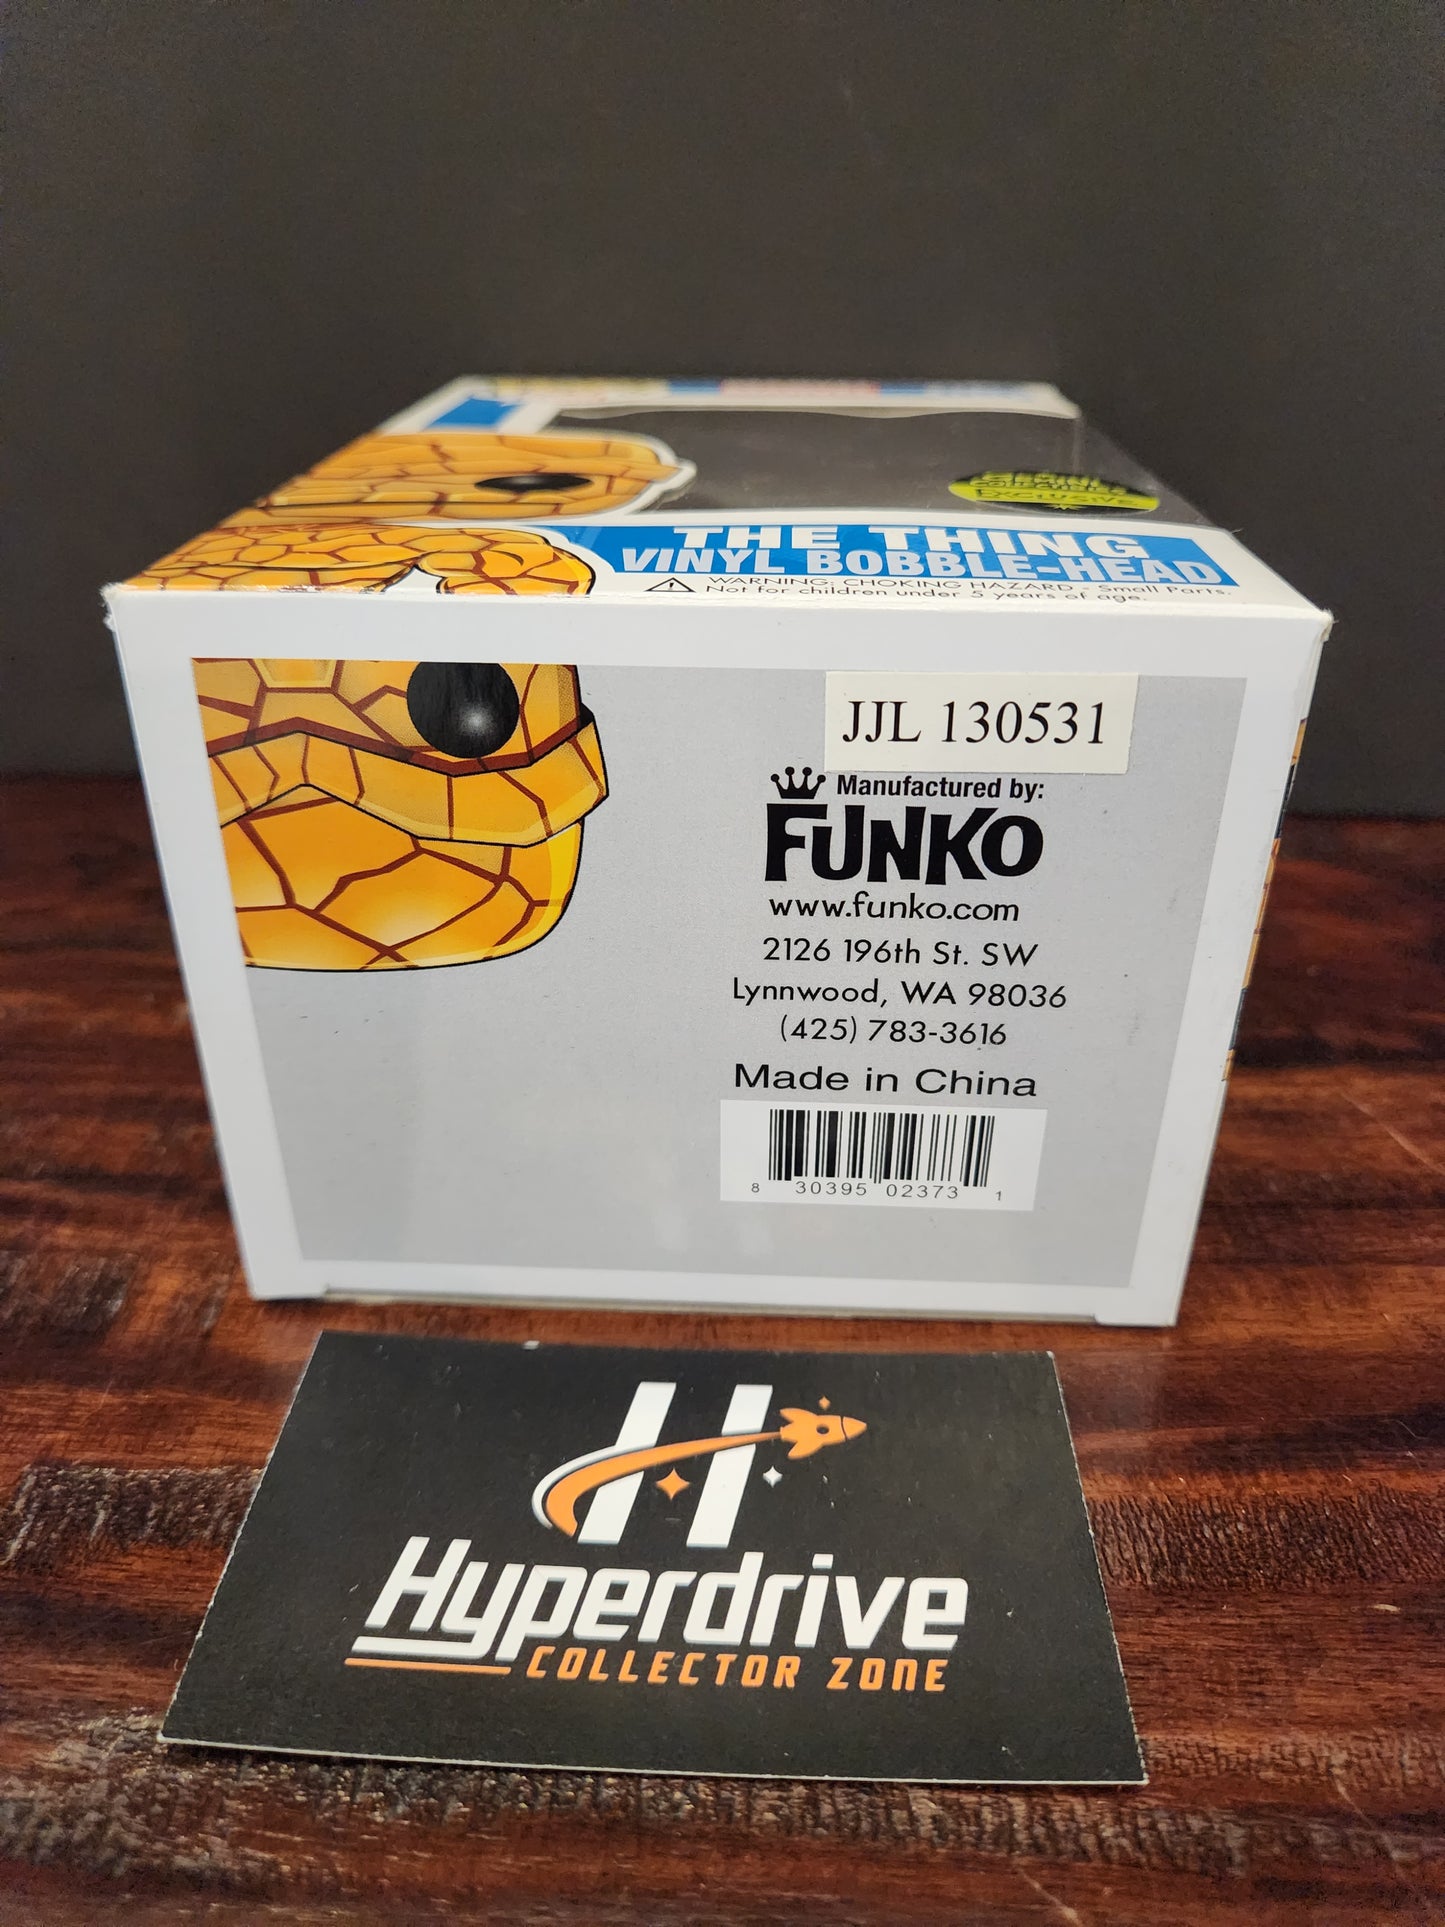 EXCLUSIVE
THE THING
VINYL BOBBLE-HEAD
WARNING: CHOKING HAZARD - Small Parts.
Not for children under 5 years of age.
JJL 130531
Manufactured by:
FUNKO
www.funko.com
2126 196th St. SW
Lynnwood, WA 98036
(425) 783-3616
Made in China
8 30395 02373 1
H
Hyperdrive
COLLECTOR ZONE